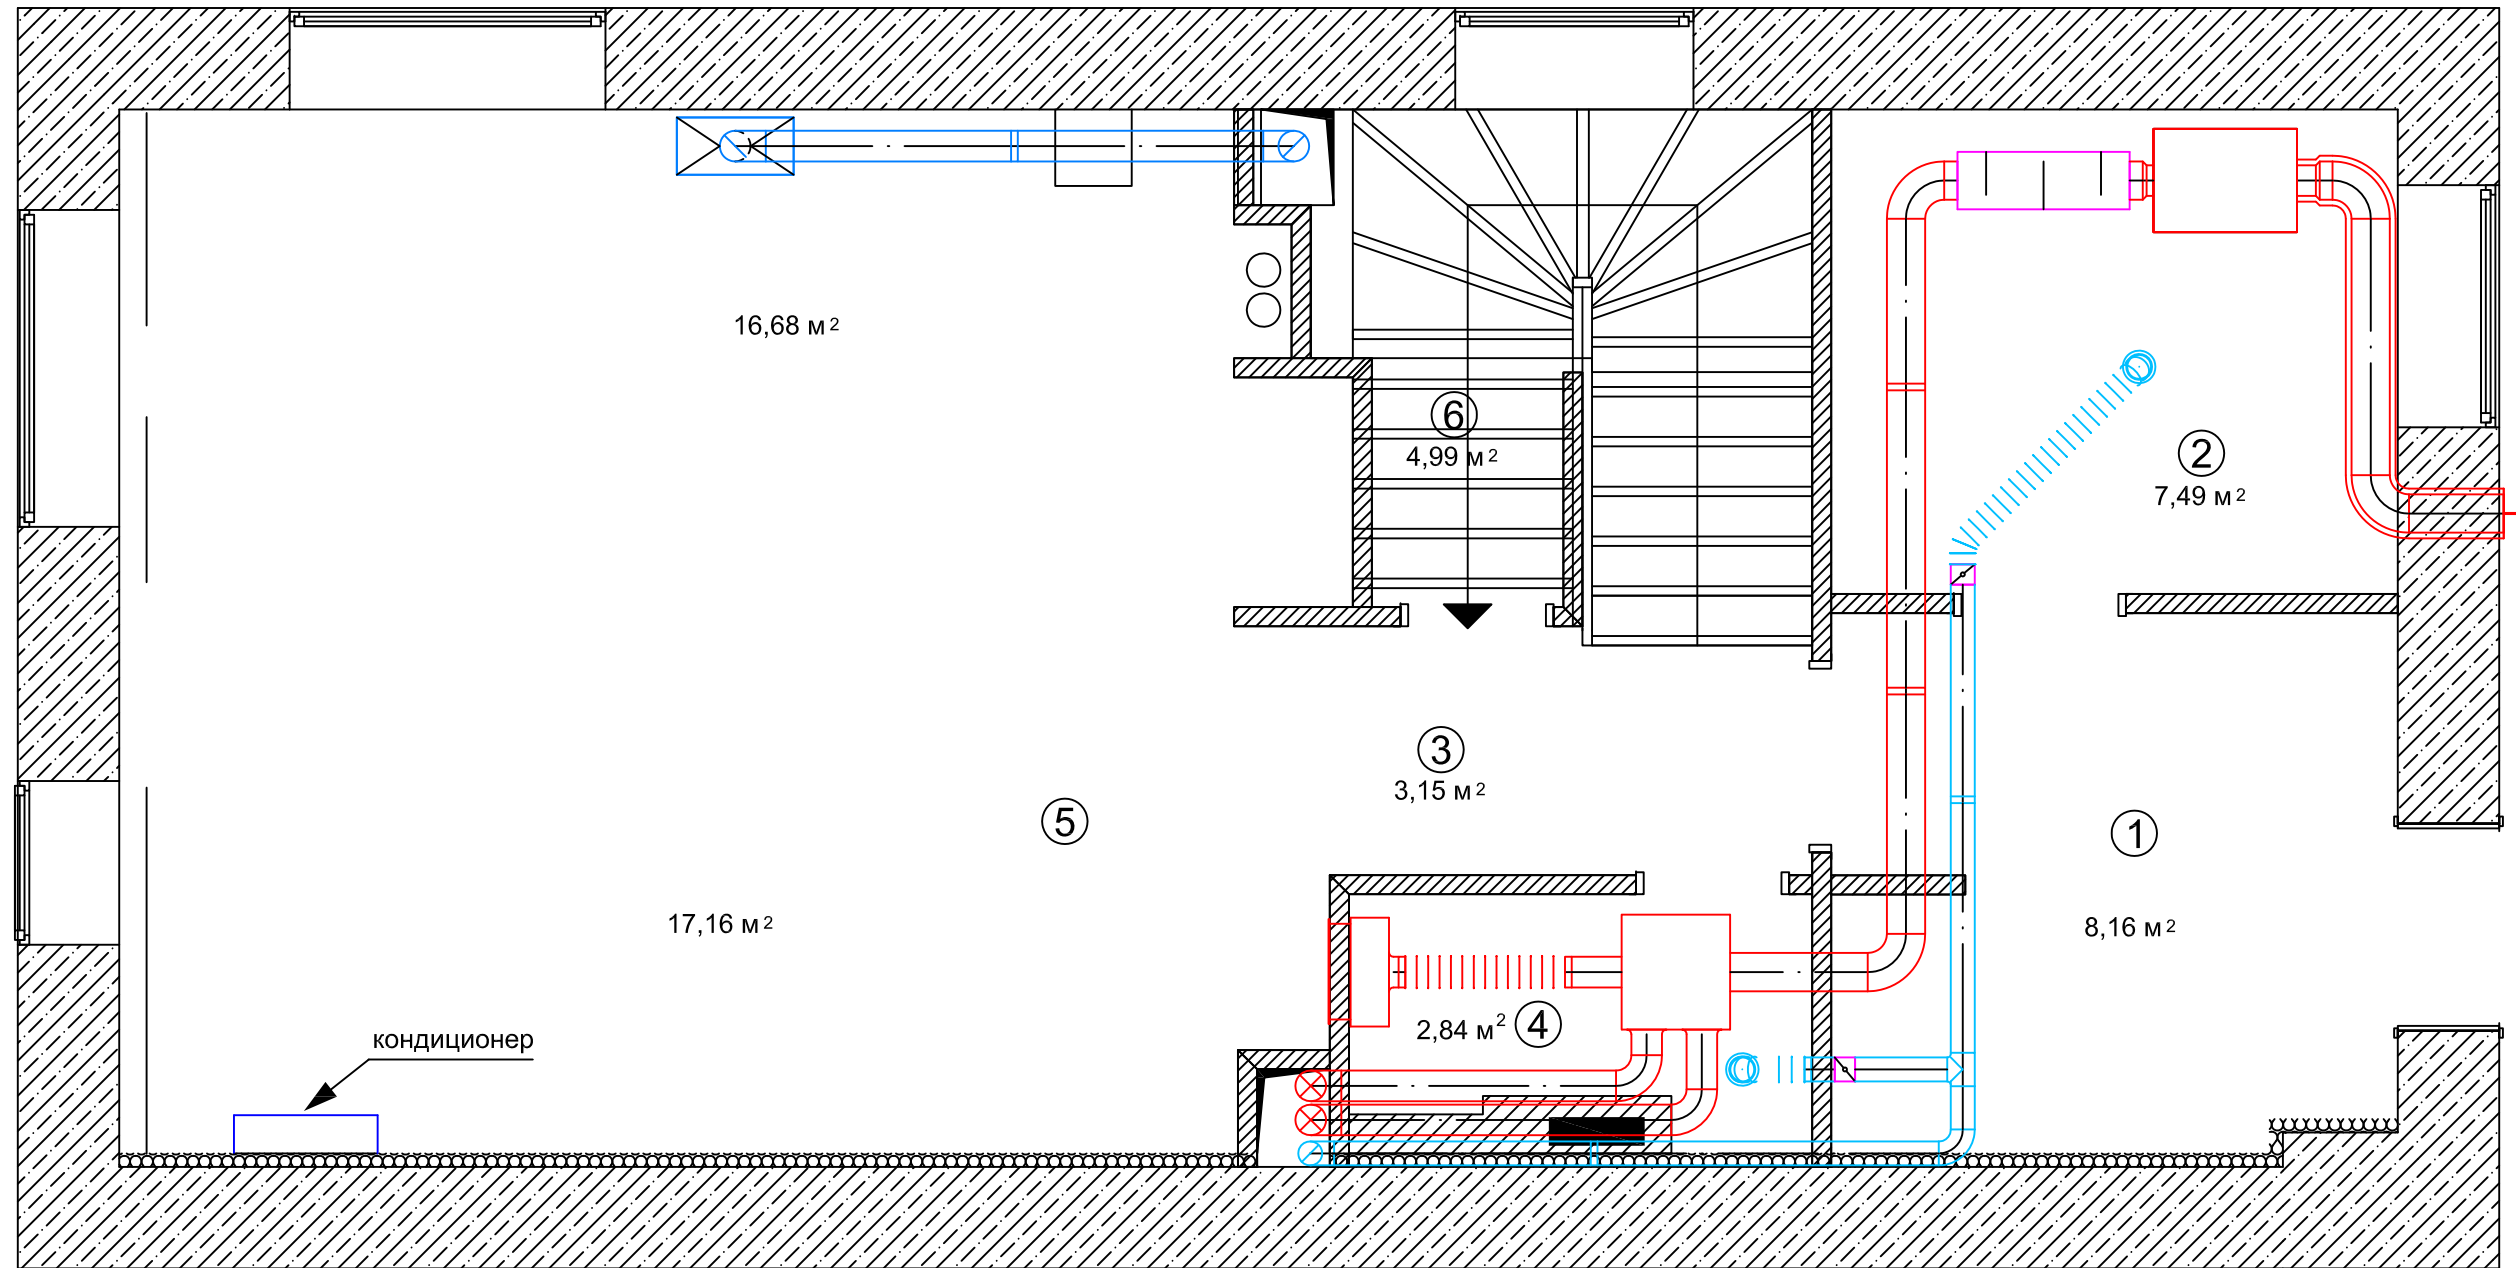 16,68 м²
6
4,99 м²
2
7,49 м²
3
3,15 м²
5
1
17,16 м²
8,16 м²
кондиционер
2,84 м² 4